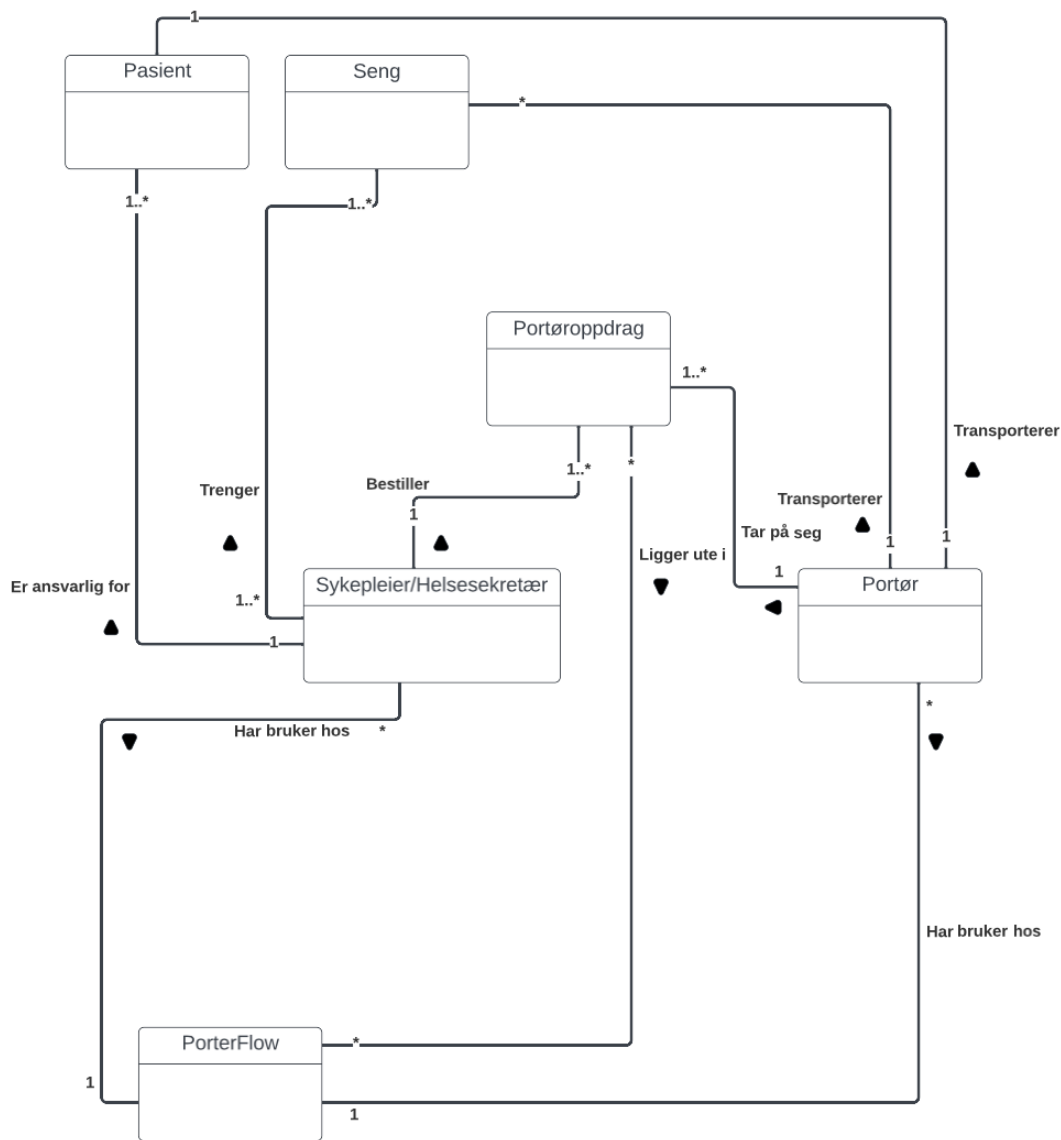 1
Pasient
Seng
*
1..*
1..*
Portøroppdrag
1..*
Transporterer
1..*
*
Bestiller
Trenger
Transporterer
1
Tar på seg
1
1
Ligger ute i
1
Sykepleier/Helsesekretær
Portør
Er ansvarlig for
1..*
1
*
Har bruker hos
*
Har bruker hos
PorterFlow
*
1
1